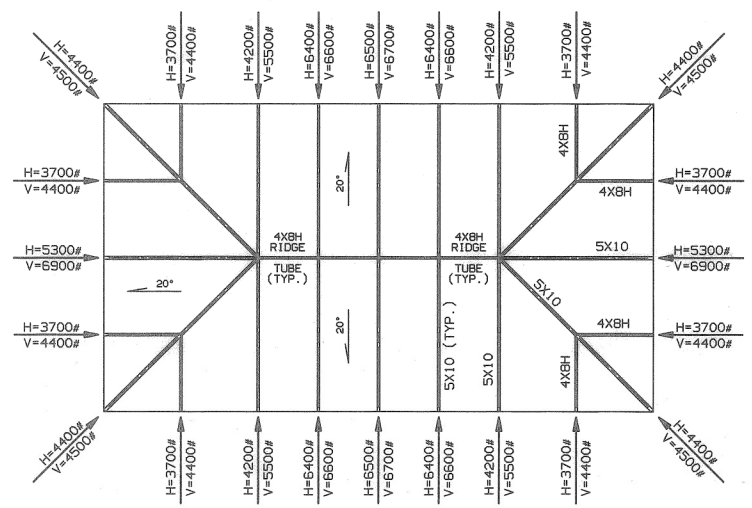 H=4400#
V=4500#
H=3700#
V=4400#
H=4200#
V=5500#
H=6400#
V=6600#
H=6500#
V=6700#
H=6400#
V=6600#
H=4200#
V=5500#
H=3700#
V=4400#
H=4400#
V=4500#
4X8H
H=3700#
V=4400#
20°
4X8H
H=3700#
V=4400#
4X8H
RIDGE
4X8H
RIDGE
5X10
H=5300#
V=6900#
H=5300#
V=6900#
TUBE
(TYP.)
TUBE
(TYP.)
20°
5X10
20°
H=3700#
V=4400#
4X8H
H=3700#
V=4400#
5X10 (TYP.)
5X10
4X8H
H=4400#
V=4500#
H=3700#
V=4400#
H=4200#
V=5500#
H=6400#
V=6600#
H=6500#
V=6700#
H=6400#
V=6600#
H=4200#
V=5500#
H=3700#
V=4400#
H=4400#
V=4500#